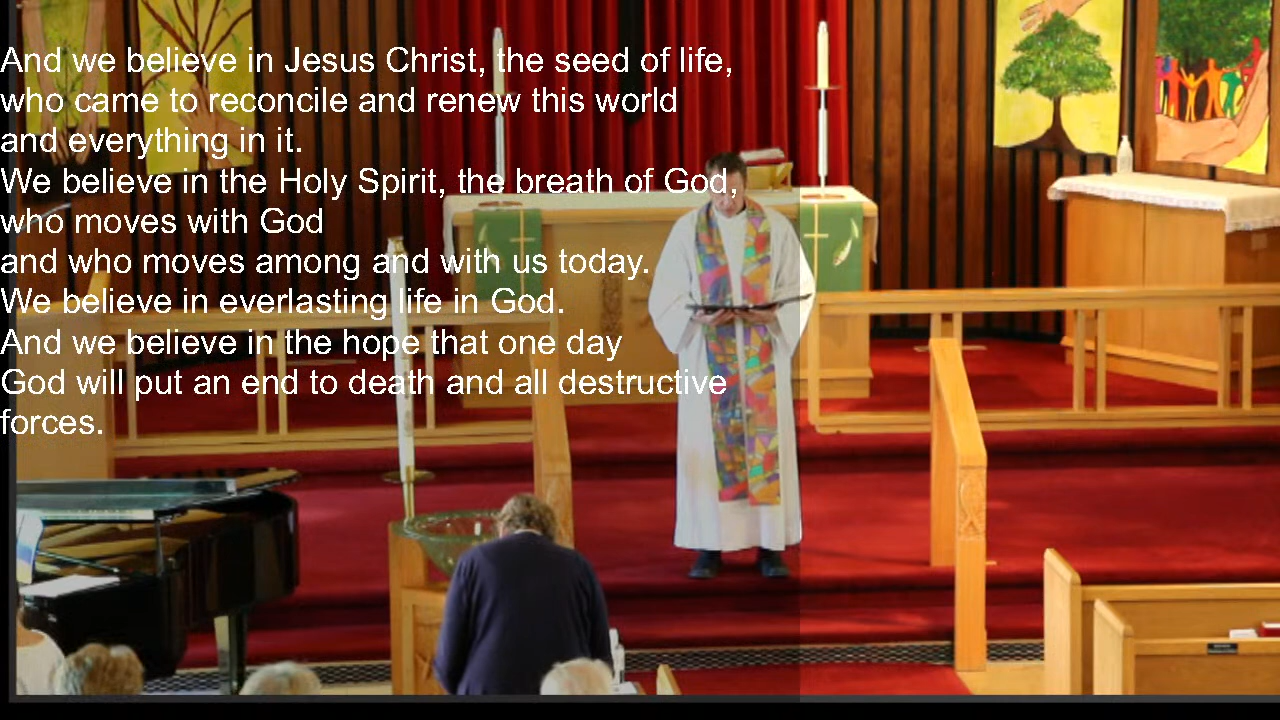 And we believe in Jesus Christ, the seed of life,
who came to reconcile and renew this world
and everything in it.
We believe in the Holy Spirit, the breath of God,
who moves with God
and who moves among and with us today.
We believe in everlasting life in God.
And we believe in the hope that one day
God will put an end to death and all destructive
forces.